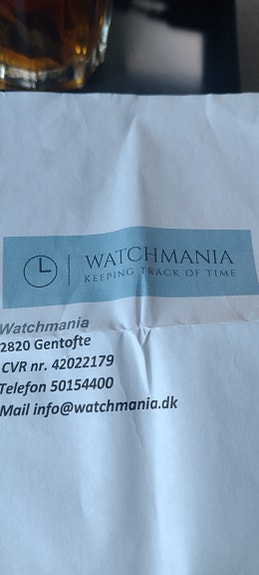 WATCHMANIA
KEEPING TRACK OF TIME
Watchmania
2820 Gentofte
CVR nr. 42022179
Telefon 50154400
Mail info@watchmania.dk